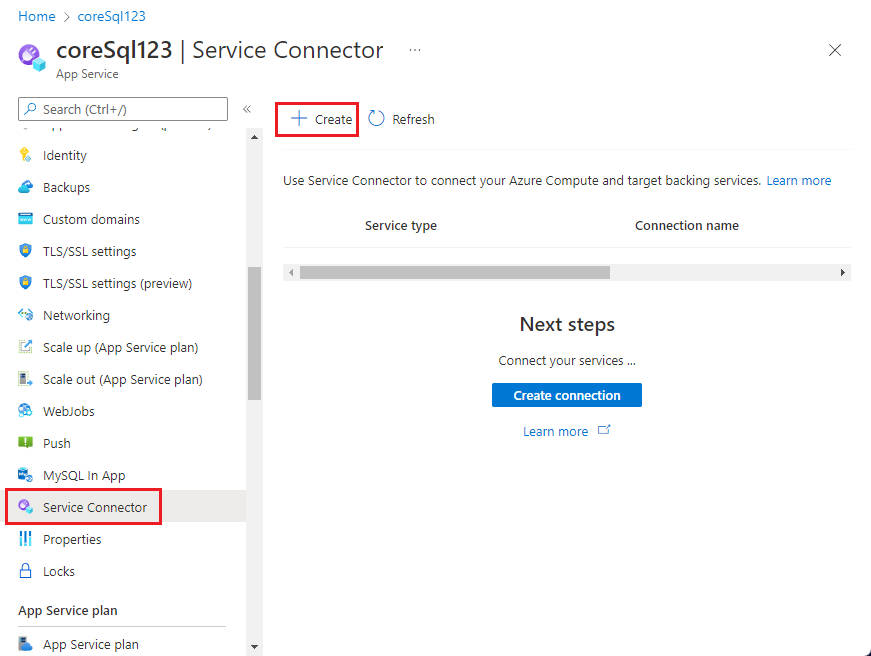 Home > coreSql123
coreSql123 | Service Connector ...
App Service
Search (Ctrl+/)
«
Identity
Backups
Custom domains
TLS/SSL settings
TLS/SSL settings (preview)
Networking
Scale up (App Service plan)
Scale out (App Service plan)
WebJobs
Push
MySQL In App
Service Connector
Properties
Locks
App Service plan
App Service plan
Create Refresh
Use Service Connector to connect your Azure Compute and target backing services. Learn more
Service type Connection name
Next steps
Connect your services ...
Create connection
Learn more